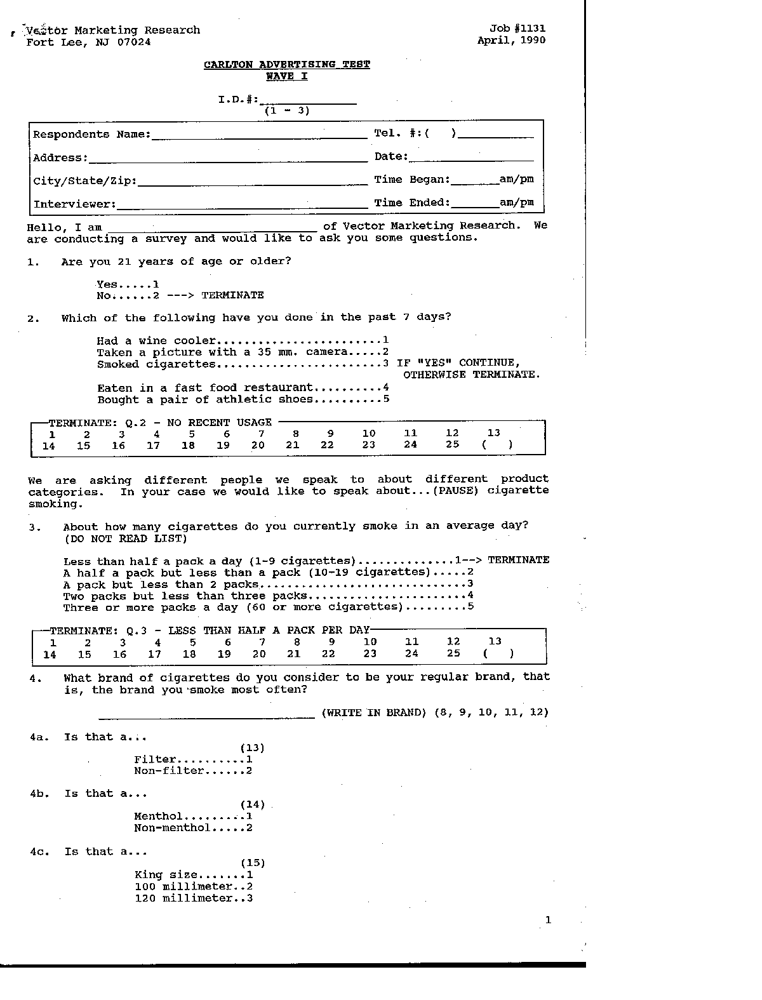 Vector Marketing Research Job #1131
Fort Lee, NJ 07024 April, 1990
CARLTON ADVERTISING TEST
WAVE I
I.D.#:______________
(1 - 3)
Respondents Name:______________ Tel. #:( )______________
Address:______________ Date:______________
City/State/Zip:______________ Time Began:_______am/pm
Interviewer:______________ Time Ended:_______am/pm
Hello, I am ______________ of Vector Marketing Research. We
are conducting a survey and would like to ask you some questions.
1. Are you 21 years of age or older?
Yes.....1
No......2 ---> TERMINATE
2. Which of the following have you done in the past 7 days?
Had a wine cooler.......................1
Taken a picture with a 35 mm. camera.....2
Smoked cigarettes.......................3 IF "YES" CONTINUE,
OTHERWISE TERMINATE.
Eaten in a fast food restaurant..........4
Bought a pair of athletic shoes..........5
TERMINATE: Q.2 - NO RECENT USAGE
1 2 3 4 5 6 7 8 9 10 11 12 13
14 15 16 17 18 19 20 21 22 23 24 25 ( )
We are asking different people we speak to about different product
categories. In your case we would like to speak about...(PAUSE) cigarette
smoking.
3. About how many cigarettes do you currently smoke in an average day?
(DO NOT READ LIST)
Less than half a pack a day (1-9 cigarettes)..............1--> TERMINATE
A half a pack but less than a pack (10-19 cigarettes).....2
A pack but less than 2 packs..............................3
Two packs but less than three packs.......................4
Three or more packs a day (60 or more cigarettes).........5
TERMINATE: Q.3 - LESS THAN HALF A PACK PER DAY
1 2 3 4 5 6 7 8 9 10 11 12 13
14 15 16 17 18 19 20 21 22 23 24 25 ( )
4. What brand of cigarettes do you consider to be your regular brand, that
is, the brand you smoke most often?
______________ (WRITE IN BRAND) (8, 9, 10, 11, 12)
4a. Is that a...
(13)
Filter..........1
Non-filter......2
4b. Is that a...
(14)
Menthol.........1
Non-menthol.....2
4c. Is that a...
(15)
King size.......1
100 millimeter..2
120 millimeter..3
1